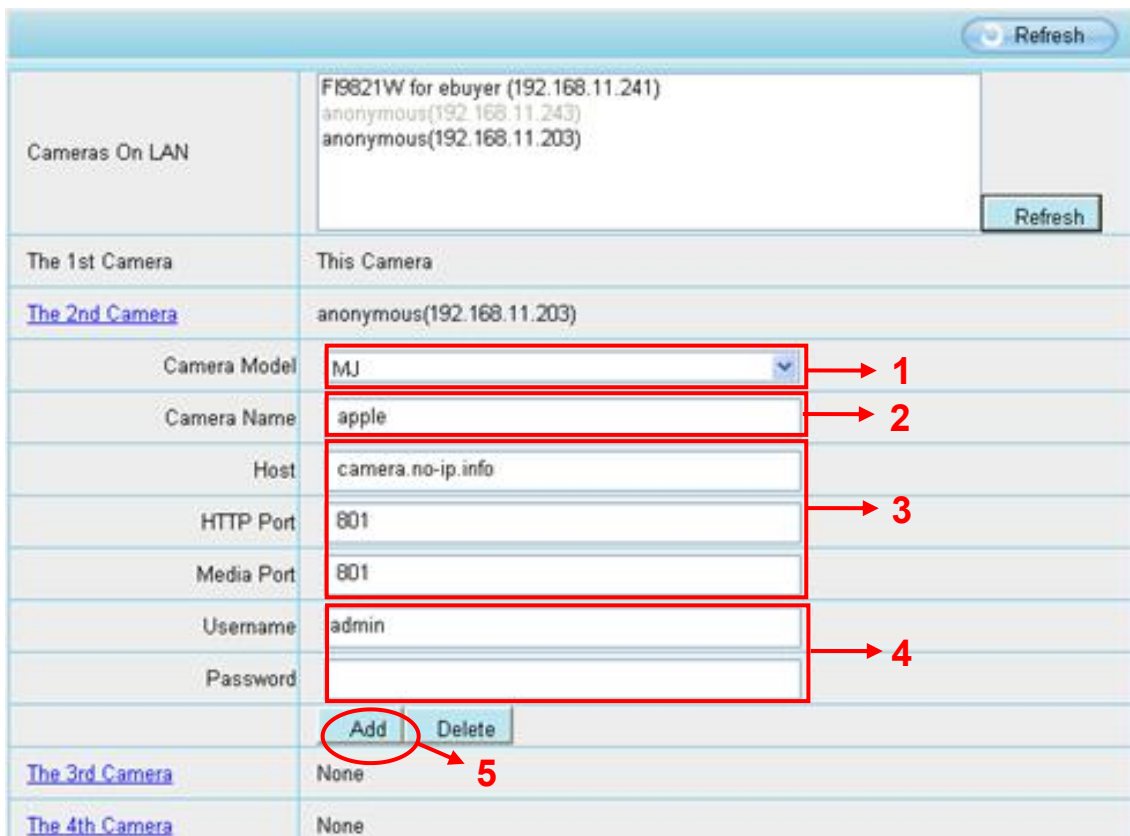 Refresh
Cameras On LAN
FI9821W for ebuyer (192.168.11.241)
anonymous(192.168.11.243)
anonymous(192.168.11.203)
Refresh
The 1st Camera This Camera
The 2nd Camera anonymous(192.168.11.203)
Camera Model MJ 1
Camera Name apple 2
Host camera.no-ip.info
HTTP Port 801 3
Media Port 801
Username admin
4
Password
Add Delete
5
The 3rd Camera None
The 4th Camera None